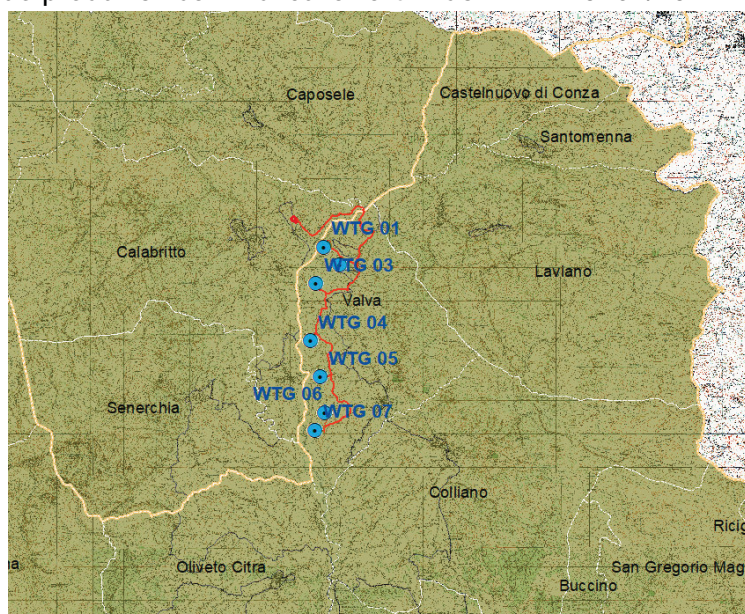 Caposele
Castelnuovo di Conza
Santomenna
WTG 01
Calabritto
WTG 03
Laviano
Valva
WTG 04
WTG 05
WTG 06
Senerchia
WTG 07
Colliano
Ricig
Oliveto Citra
San Gregorio Mag
Buccino